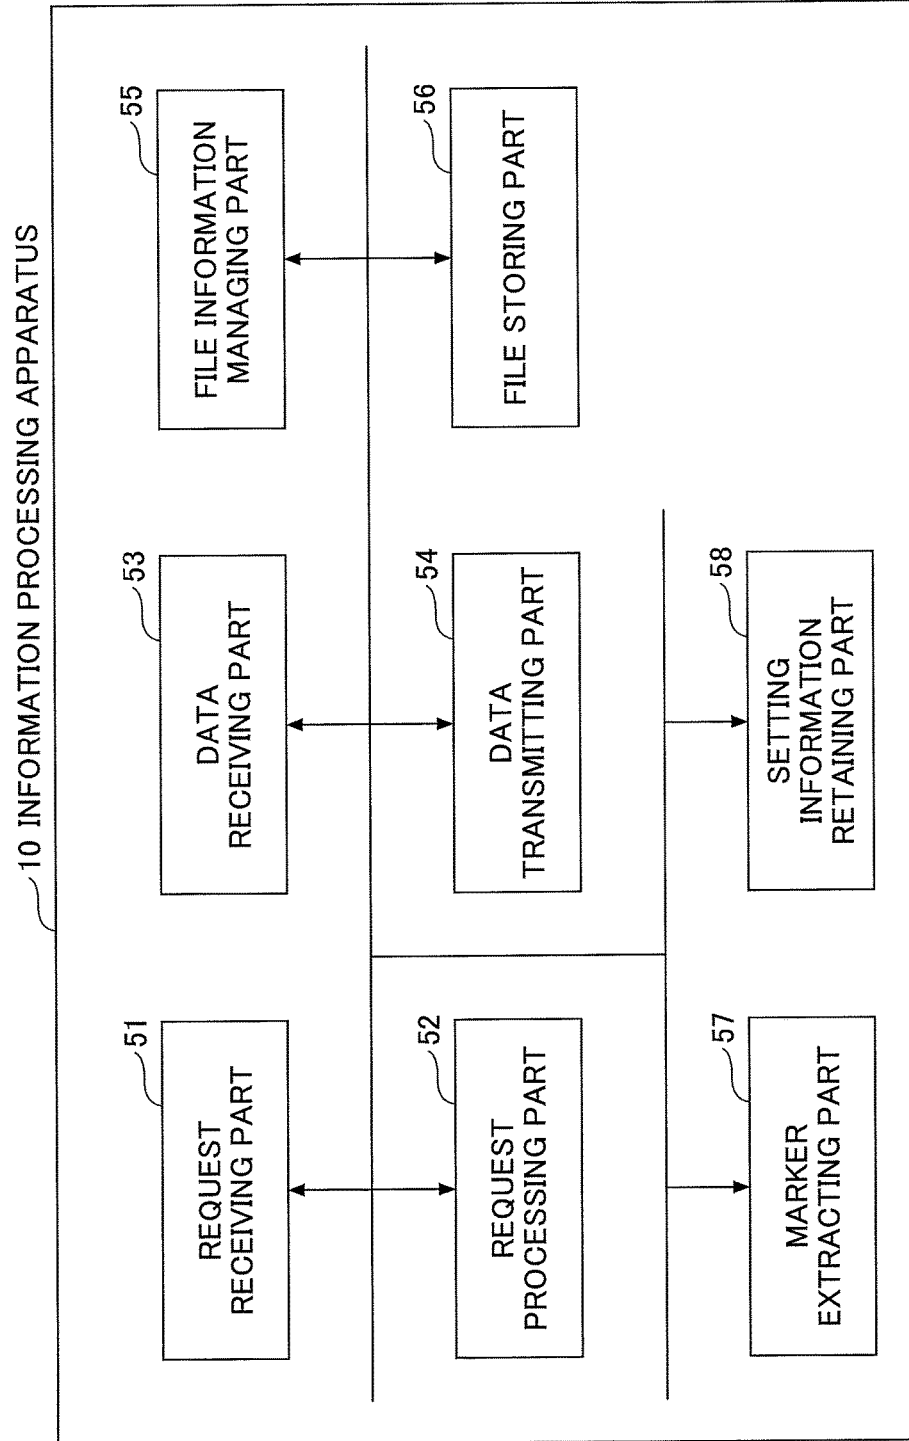 10 INFORMATION PROCESSING APPARATUS
51
REQUEST
RECEIVING PART
53
DATA
RECEIVING PART
55
FILE INFORMATION
MANAGING PART
52
REQUEST
PROCESSING PART
54
DATA
TRANSMITTING PART
56
FILE STORING PART
57
MARKER
EXTRACTING PART
58
SETTING
INFORMATION
RETAINING PART